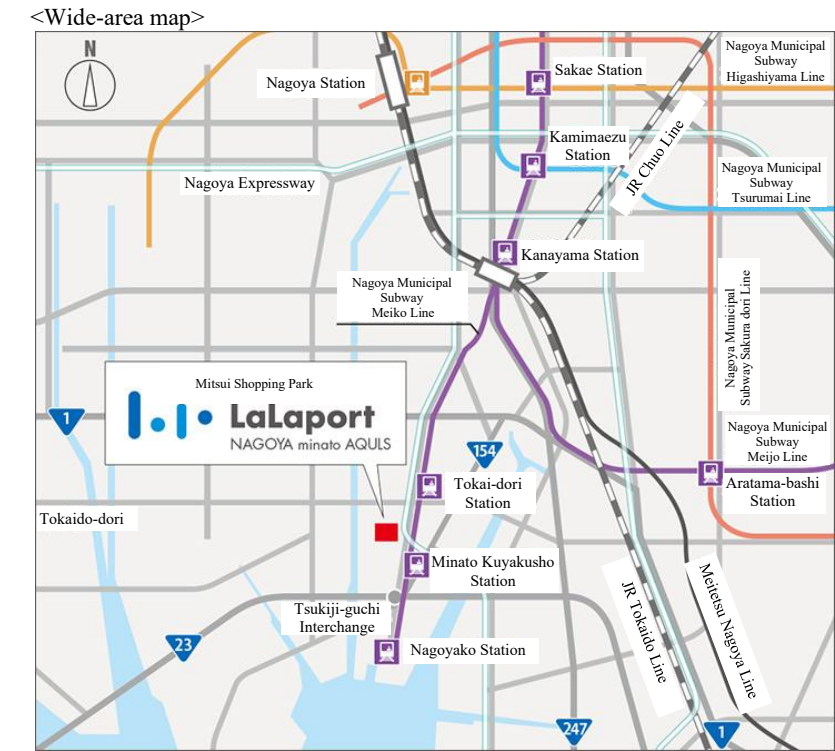 <Wide-area map>
N
Nagoya Station
Sakae Station
Nagoya Municipal
Subway
Higashiyama Line
Kamimaezu
Station
JR Chuo Line
Nagoya Municipal
Subway
Tsurumai Line
Nagoya Expressway
Kanayama Station
Nagoya Municipal
Subway
Meiko Line
Nagoya Municipal
Subway Sakura dori Line
Mitsui Shopping Park
LaLaport
NAGOYA minato AQULS
1
154
Nagoya Municipal
Subway
Meijo Line
Tokai-dori
Station
Aratama-bashi
Station
Tokaido-dori
Minato Kuyakusho
Station
Tsukiji-guchi
Interchange
JR Tokaido Line
Meitetsu Nagoya Line
23
Nagoyako Station
247
1